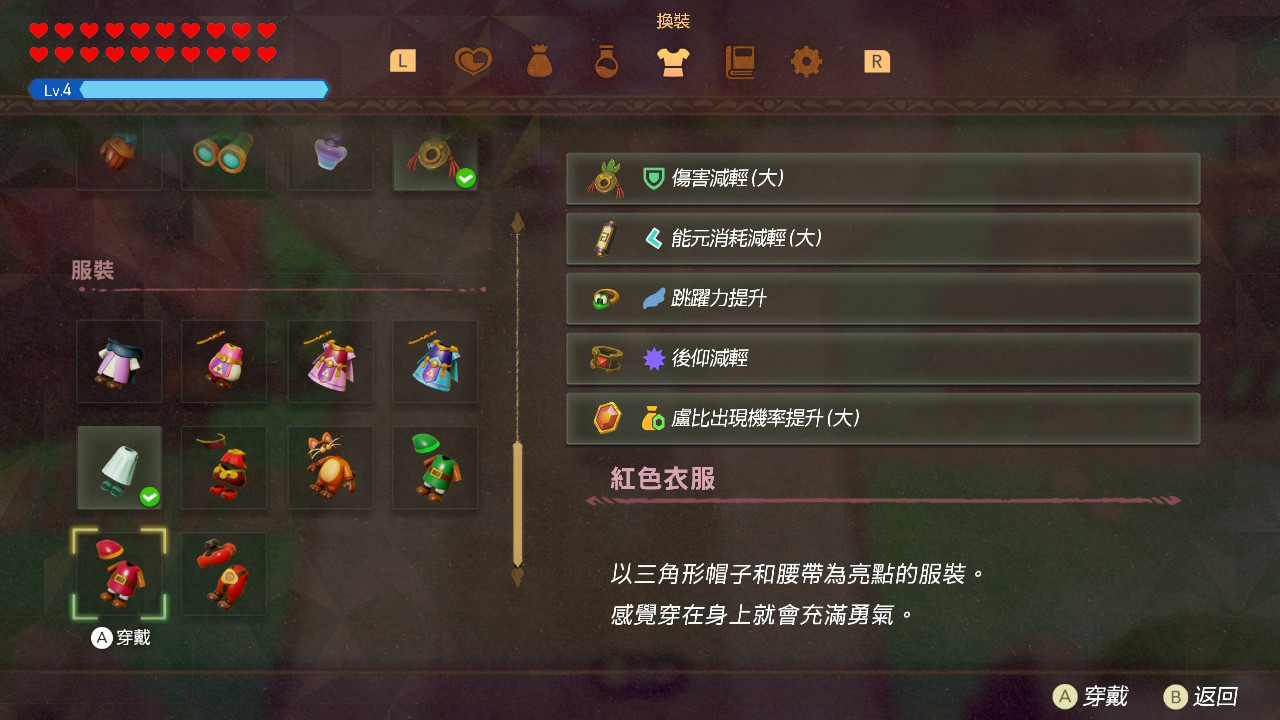 換裝
L
R
Lv.4
傷害減輕(大)
能元消耗減輕(大)
服裝
跳躍力提升
後仰減輕
盧比出現機率提升(大)
紅色衣服
以三角形帽子和腰帶為亮點的服裝。
感覺穿在身上就會充滿勇氣。
A 穿戴
A 穿戴 B 返回